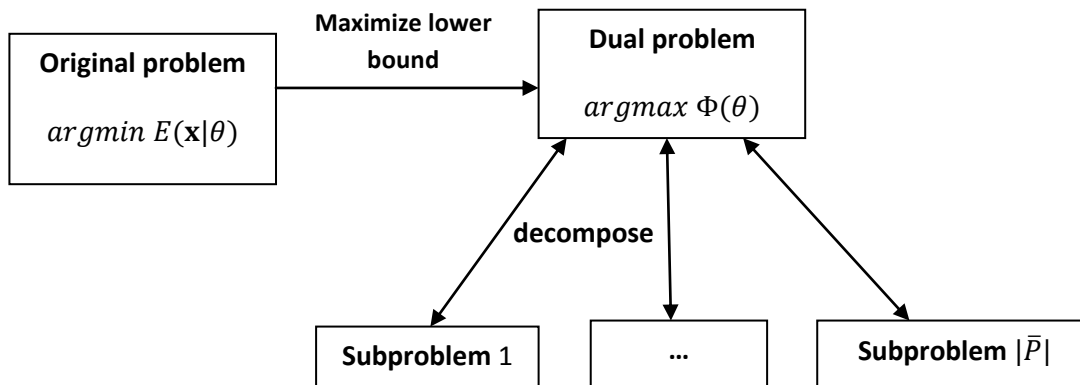 Original problem
argmin E(𝐱|θ)
Maximize lower
bound
Dual problem
argmax Φ(θ)
decompose
Subproblem 1
...
Subproblem |P̄|